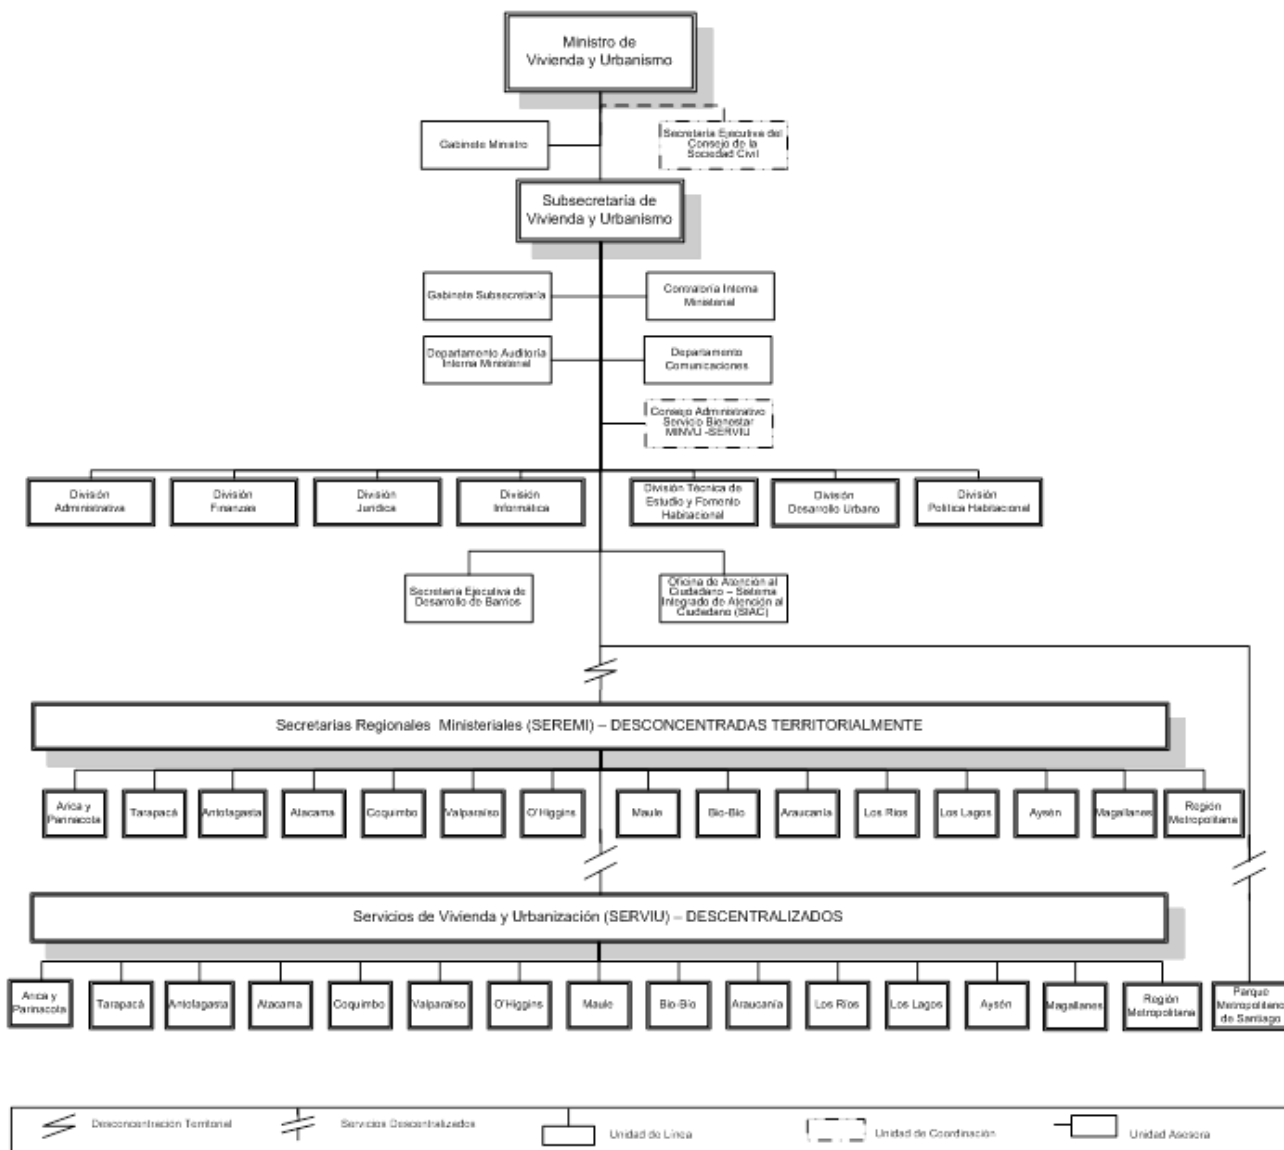 Ministro de
Vivienda y Urbanismo
Gabinete Ministro
Secretaría Ejecutiva del
Consejo de la
Sociedad Civil
Subsecretaría de
Vivienda y Urbanismo
Gabinete Subsecretaría
Contraloría Interna
Ministerial
Departamento Auditoría
Interna Ministerial
Departamento
Comunicaciones
Consejo Administrativo
Servicio Bienestar
MINVU -SERVIU
División
Administrativa
División
Finanzas
División
Jurídica
División
Informática
División Técnica de
Estudio y Fomento
Habitacional
División
Desarrollo Urbano
División
Política Habitacional
Secretaria Ejecutiva de
Desarrollo de Barrios
Oficina de Atención al
Ciudadano – Sistema
Integrado de Atención al
Ciudadano (SIAC)
Secretarias Regionales Ministeriales (SEREMI) – DESCONCENTRADAS TERRITORIALMENTE
Arica y
Parinacota
Tarapacá
Antofagasta
Atacama
Coquimbo
Valparaíso
O'Higgins
Maule
Bio-Bio
Araucanía
Los Ríos
Los Lagos
Aysén
Magallanes
Región
Metropolitana
Servicios de Vivienda y Urbanización (SERVIU) – DESCENTRALIZADOS
Arica y
Parinacota
Tarapacá
Antofagasta
Atacama
Coquimbo
Valparaíso
O'Higgins
Maule
Bio-Bio
Araucanía
Los Ríos
Los Lagos
Aysén
Magallanes
Región
Metropolitana
Parque
Metropolitano
de Santiago
Desconcentración Territorial
Servicios Descentralizados
Unidad de Línea
Unidad de Coordinación
Unidad Asesora